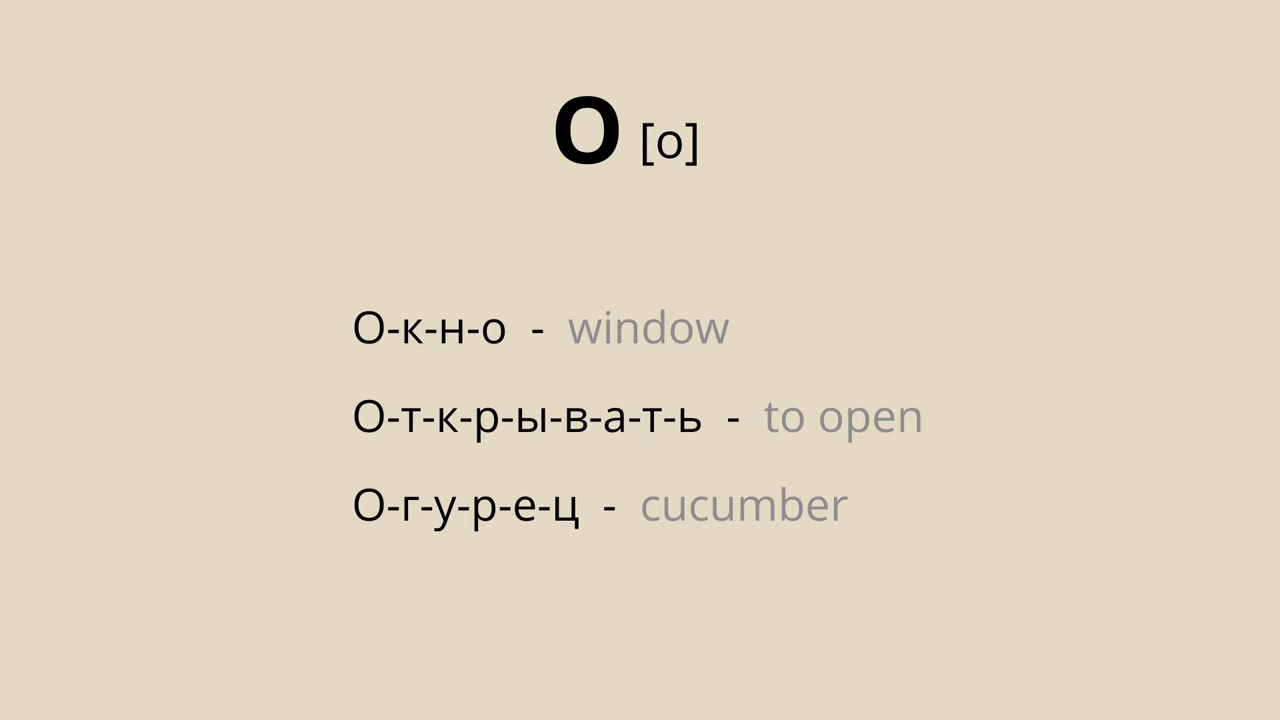 О [о]
О-к-н-о - window
О-т-к-р-ы-в-а-т-ь - to open
О-г-у-р-е-ц - cucumber